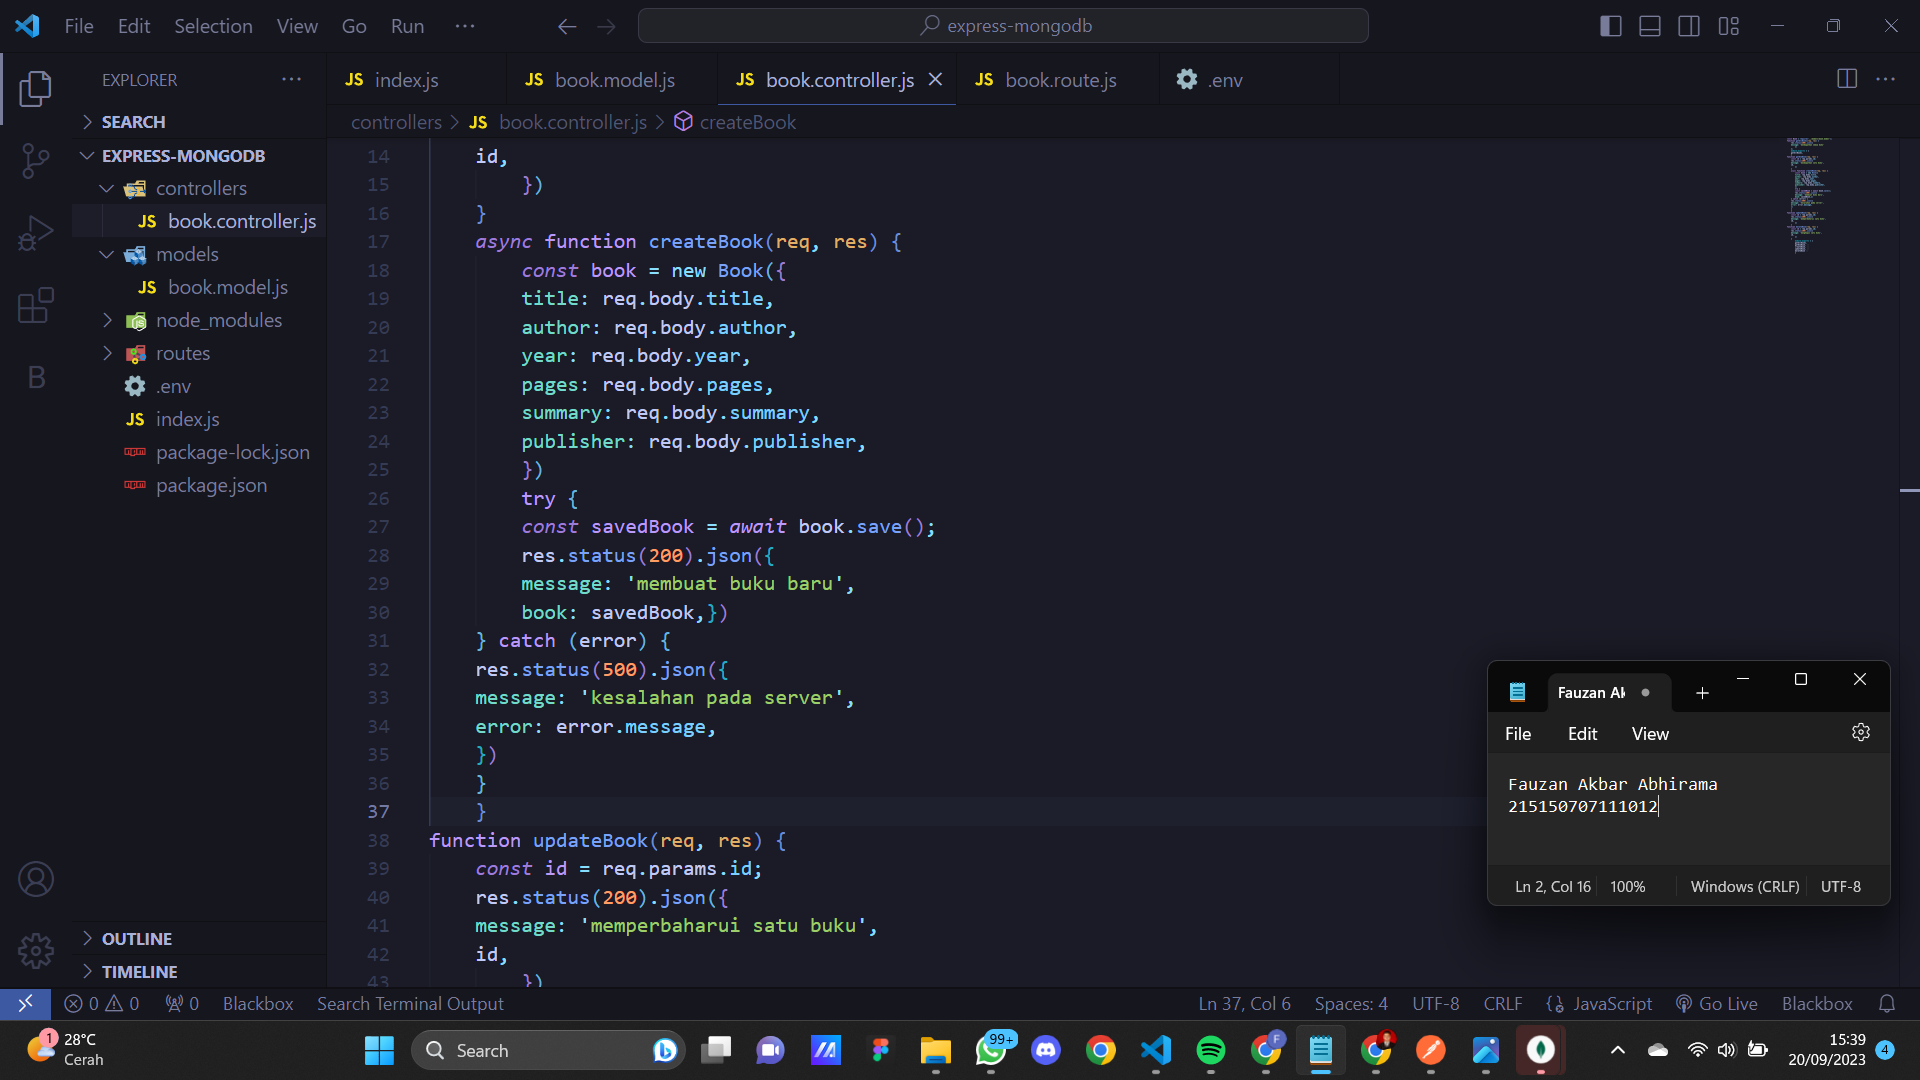 File Edit Selection View Go Run ··· express-mongodb
EXPLORER ···
SEARCH
EXPRESS-MONGODB
controllers
JS book.controller.js
models
JS book.model.js
node_modules
routes
.env
JS index.js
package-lock.json
package.json
OUTLINE
TIMELINE
B
JS index.js JS book.model.js JS book.controller.js JS book.route.js .env
controllers > JS book.controller.js > createBook
14 id,
15 })
16 }
17 async function createBook(req, res) {
18 const book = new Book({
19 title: req.body.title,
20 author: req.body.author,
21 year: req.body.year,
22 pages: req.body.pages,
23 summary: req.body.summary,
24 publisher: req.body.publisher,
25 })
26 try {
27 const savedBook = await book.save();
28 res.status(200).json({
29 message: 'membuat buku baru',
30 book: savedBook,})
31 } catch (error) {
32 res.status(500).json({
33 message: 'kesalahan pada server',
34 error: error.message,
35 })
36 }
37 }
38 function updateBook(req, res) {
39 const id = req.params.id;
40 res.status(200).json({
41 message: 'memperbaharui satu buku',
42 id,
43 })
Fauzan Ak
File Edit View
Fauzan Akbar Abhirama
215150707111012
Ln 2, Col 16 100% Windows (CRLF) UTF-8
0 0 0 Blackbox Search Terminal Output Ln 37, Col 6 Spaces: 4 UTF-8 CRLF {} JavaScript Go Live Blackbox
1 28°C
Cerah
Search
99+
F
15:39
20/09/2023
4